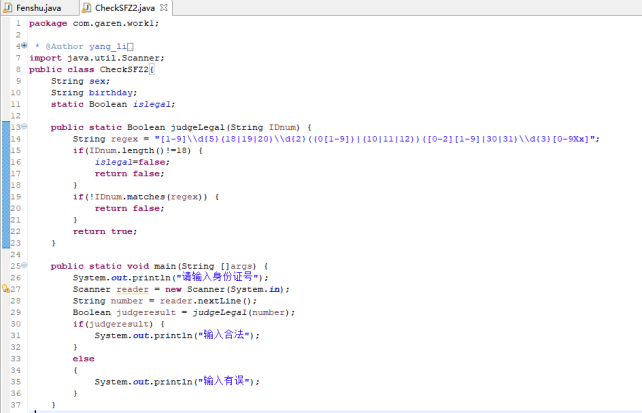 Fenshu.java CheckSFZ2.java
1 package com.garen.work1;
2
4 * @Author yang_li
7 import java.util.Scanner;
8 public class CheckSFZ2{
9 String sex;
10 String birthday;
11 static Boolean islegal;
12
13 public static Boolean judgeLegal(String IDnum) {
14 String regex = "[1-9]\\d{5}(18|19|20)\\d{2}((0[1-9])|(10|11|12))([0-2][1-9]|30|31)\\d{3}[0-9Xx]";
15 if(IDnum.length()!=18) {
16 islegal=false;
17 return false;
18 }
19 if(!IDnum.matches(regex)) {
20 return false;
21 }
22 return true;
23 }
24
25 public static void main(String []args) {
26 System.out.println("请输入身份证号");
27 Scanner reader = new Scanner(System.in);
28 String number = reader.nextLine();
29 Boolean judgeresult = judgeLegal(number);
30 if(judgeresult) {
31 System.out.println("输入合法");
32 }
33 else
34 {
35 System.out.println("输入有误");
36 }
37 }